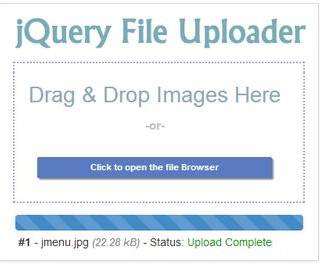 jQuery File Uploader
Drag & Drop Images Here
-or-
Click to open the file Browser
#1 - jmenu.jpg (22.28 kB) - Status: Upload Complete